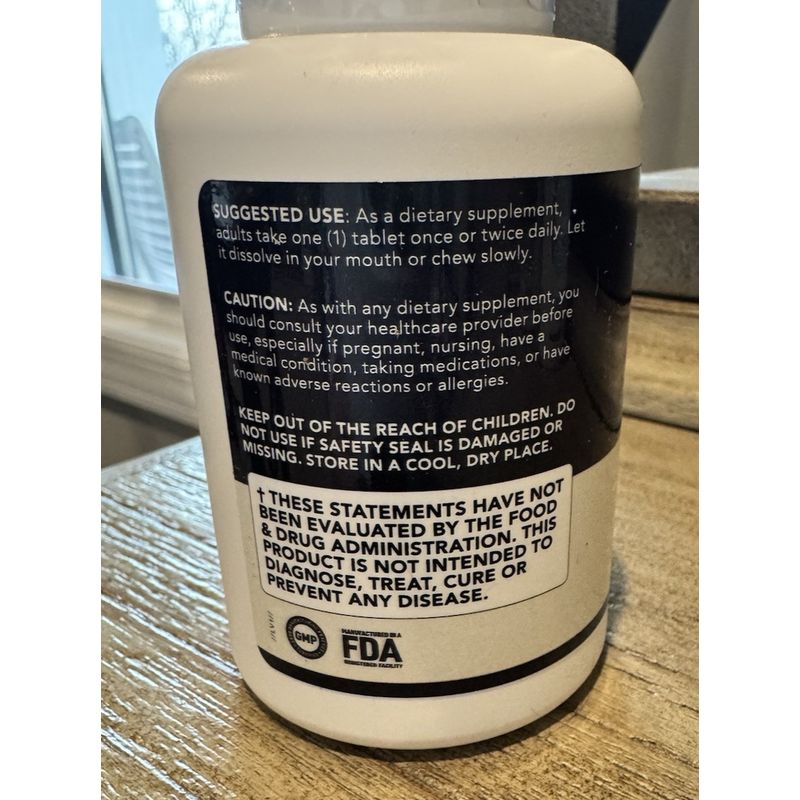 SUGGESTED USE: As a dietary supplement,
adults take one (1) tablet once or twice daily. Let
it dissolve in your mouth or chew slowly.
CAUTION: As with any dietary supplement, you
should consult your healthcare provider before
use, especially if pregnant, nursing, have a
medical condition, taking medications, or have
known adverse reactions or allergies.
KEEP OUT OF THE REACH OF CHILDREN. DO
NOT USE IF SAFETY SEAL IS DAMAGED OR
MISSING. STORE IN A COOL, DRY PLACE.
† THESE STATEMENTS HAVE NOT
BEEN EVALUATED BY THE FOOD
& DRUG ADMINISTRATION. THIS
PRODUCT IS NOT INTENDED TO
DIAGNOSE, TREAT, CURE OR
PREVENT ANY DISEASE.
GMP
MANUFACTURED IN A
FDA
REGISTERED FACILITY